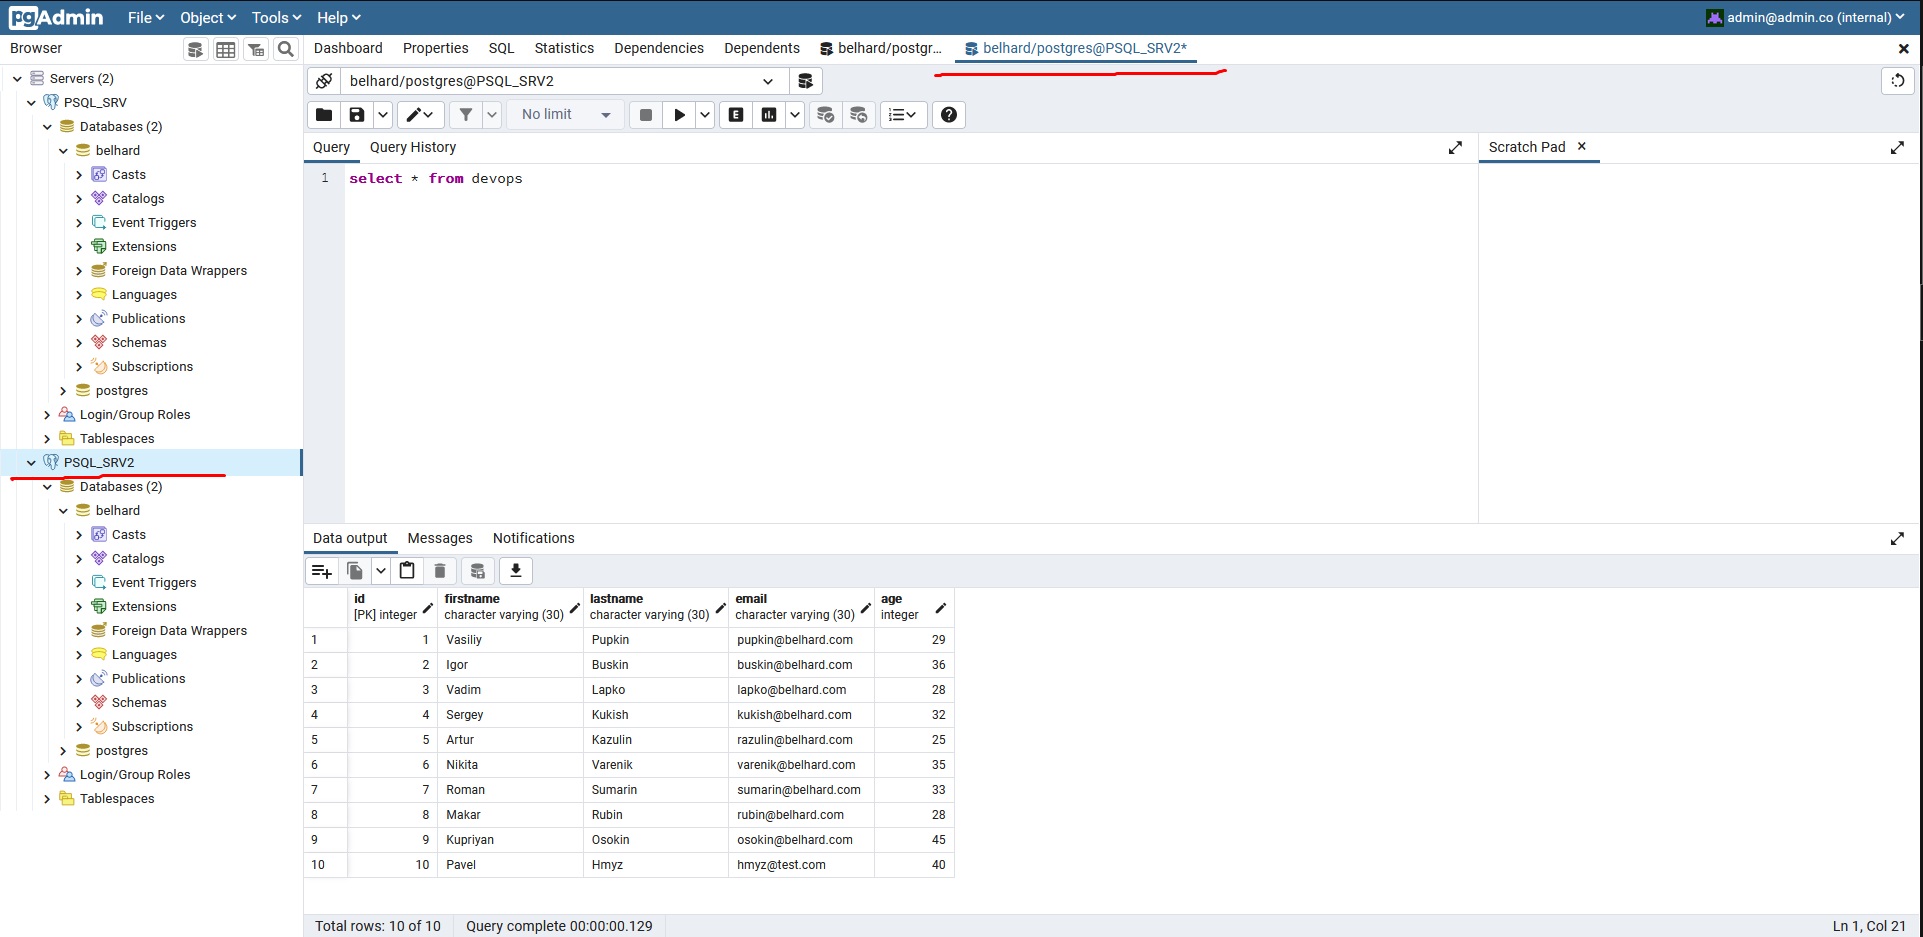 pgAdmin File Object Tools Help admin@admin.co (internal)
Browser
Dashboard Properties SQL Statistics Dependencies Dependents belhard/postgr... belhard/postgres@PSQL_SRV2*
Servers (2)
PSQL_SRV
Databases (2)
belhard
Casts
Catalogs
Event Triggers
Extensions
Foreign Data Wrappers
Languages
Publications
Schemas
Subscriptions
postgres
Login/Group Roles
Tablespaces
PSQL_SRV2
Databases (2)
belhard
Casts
Catalogs
Event Triggers
Extensions
Foreign Data Wrappers
Languages
Publications
Schemas
Subscriptions
postgres
Login/Group Roles
Tablespaces
belhard/postgres@PSQL_SRV2
No limit
E
Query Query History
Scratch Pad
1 select * from devops
Data output Messages Notifications
id firstname lastname email age
[PK] integer character varying (30) character varying (30) character varying (30) integer
1 1 Vasiliy Pupkin pupkin@belhard.com 29
2 2 Igor Buskin buskin@belhard.com 36
3 3 Vadim Lapko lapko@belhard.com 28
4 4 Sergey Kukish kukish@belhard.com 32
5 5 Artur Kazulin razulin@belhard.com 25
6 6 Nikita Varenik varenik@belhard.com 35
7 7 Roman Sumarin sumarin@belhard.com 33
8 8 Makar Rubin rubin@belhard.com 28
9 9 Kupriyan Osokin osokin@belhard.com 45
10 10 Pavel Hmyz hmyz@test.com 40
Total rows: 10 of 10 Query complete 00:00:00.129 Ln 1, Col 21